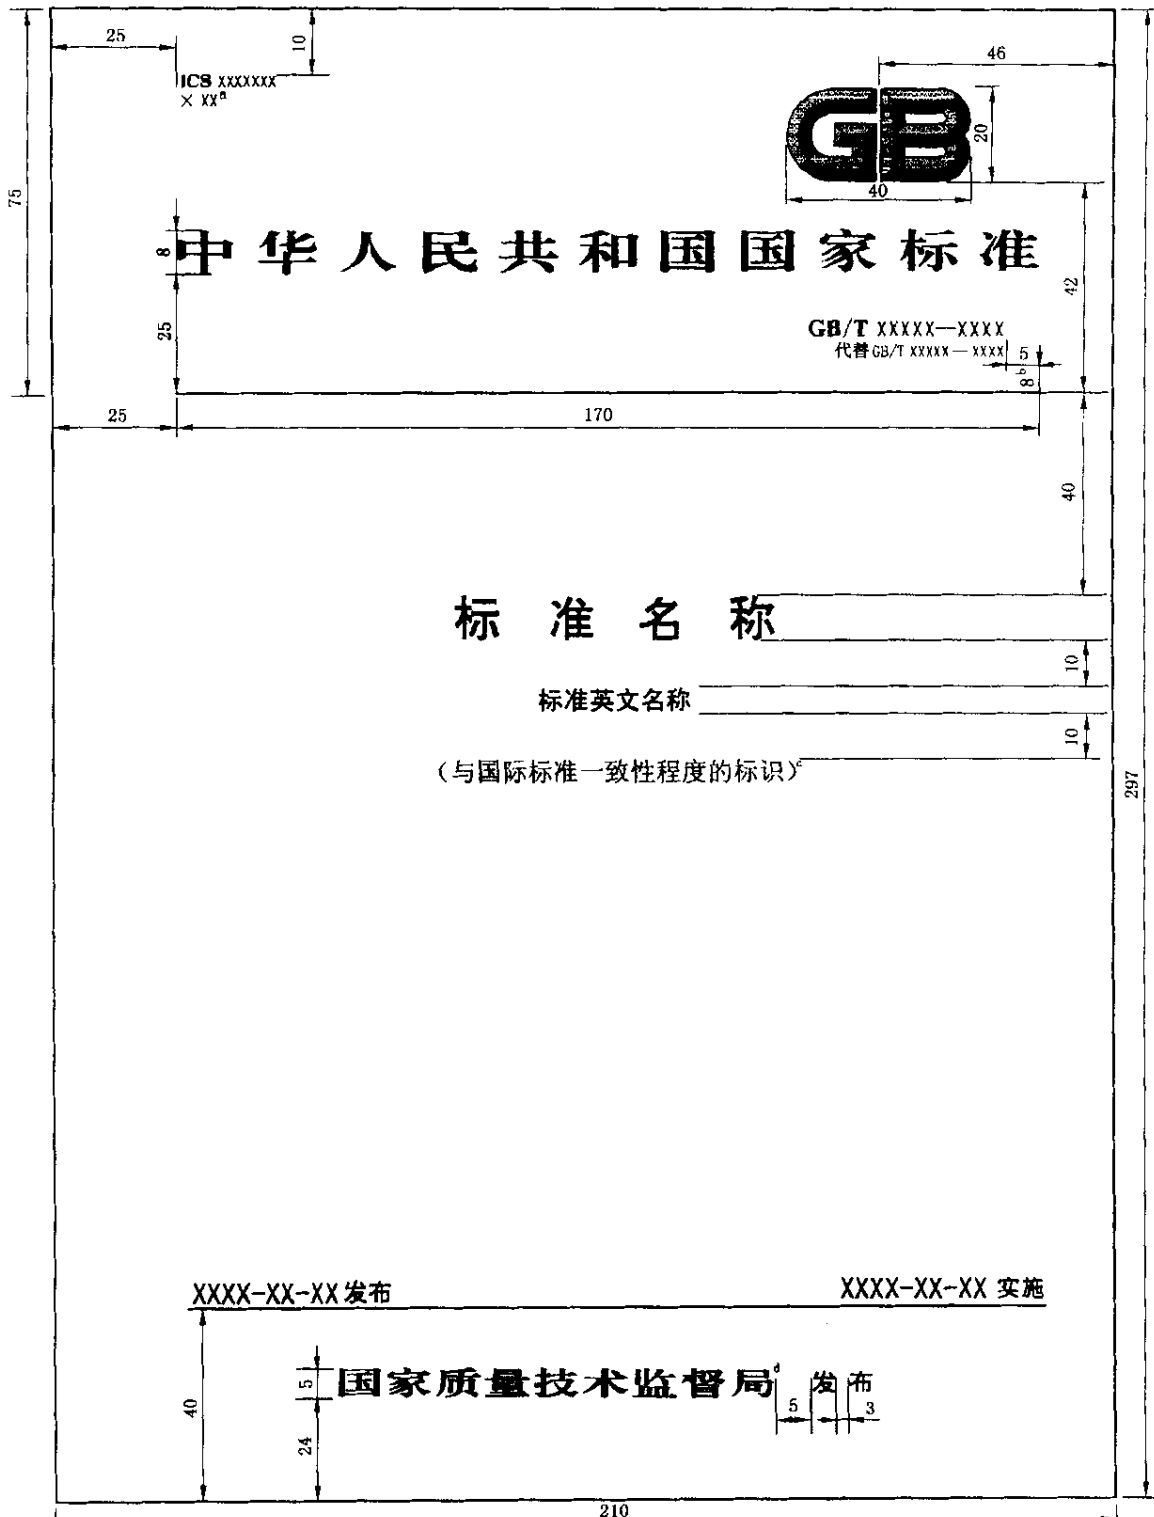 25
10
46
ICS XXXXXXX
× XXª
GB
20
40
75
8
中华人民共和国国家标准
42
25
GB/T XXXXX—XXXX
代替 GB/T XXXXX—XXXX
5
8ᵇ
25
170
40
标准名称
10
标准英文名称
10
(与国际标准一致性程度的标识)ᶜ
297
XXXX-XX-XX 发布
XXXX-XX-XX 实施
5
国家质量技术监督局ᵈ 发布
40
5
3
24
210